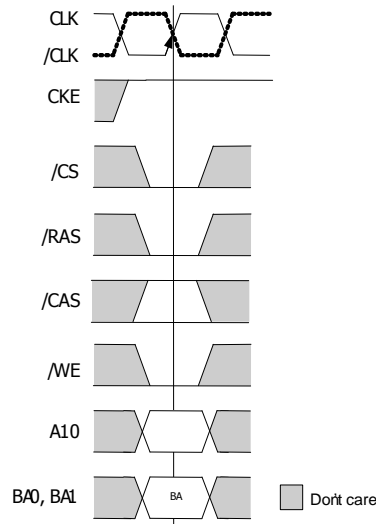 CLK
/CLK
CKE
/CS
/RAS
/CAS
/WE
A10
BA0, BA1
BA
Don't care